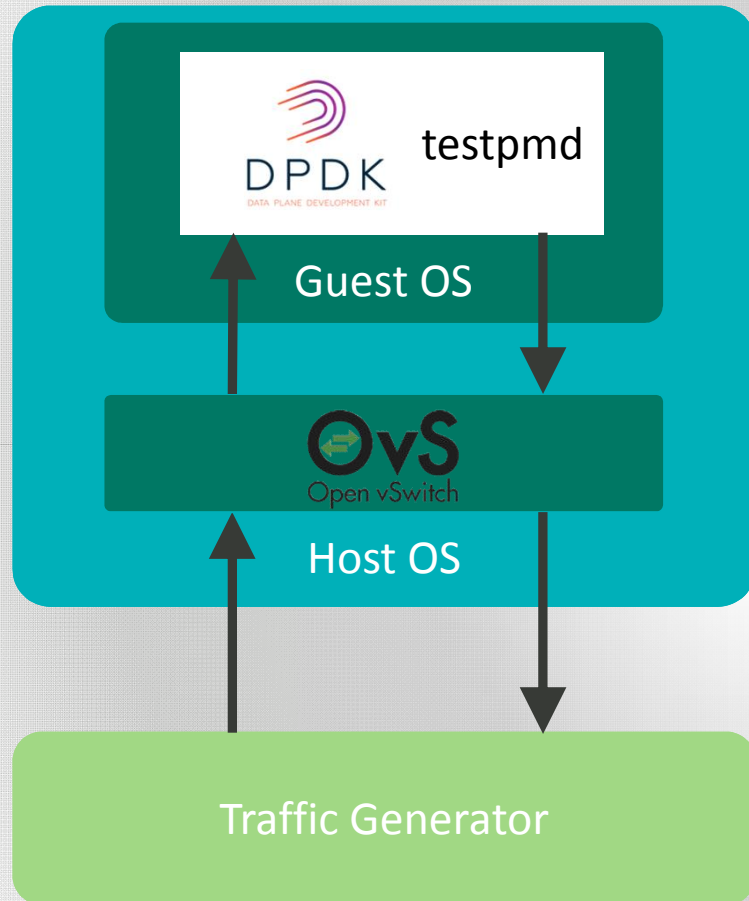 DPDK
DATA PLANE DEVELOPMENT KIT
testpmd
Guest OS
OvS
Open vSwitch
Host OS
Traffic Generator